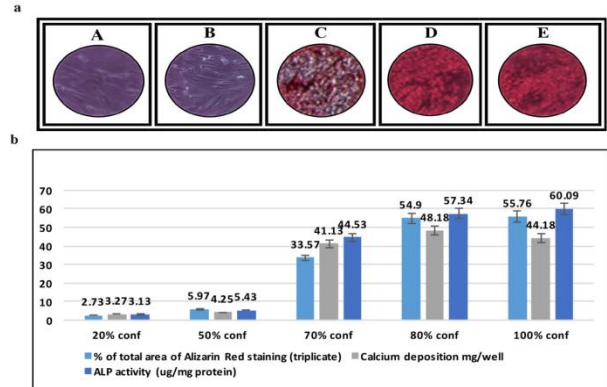 a
A B C D E
b
70
60
50
40
30
20
10
0
2.73 3.27 3.13
5.97 4.25 5.43
33.57 41.13 44.53
54.9 48.18 57.34
55.76 44.18 60.09
20% conf 50% conf 70% conf 80% conf 100% conf
% of total area of Alizarin Red staining (triplicate) Calcium deposition mg/well
ALP activity (ug/mg protein)